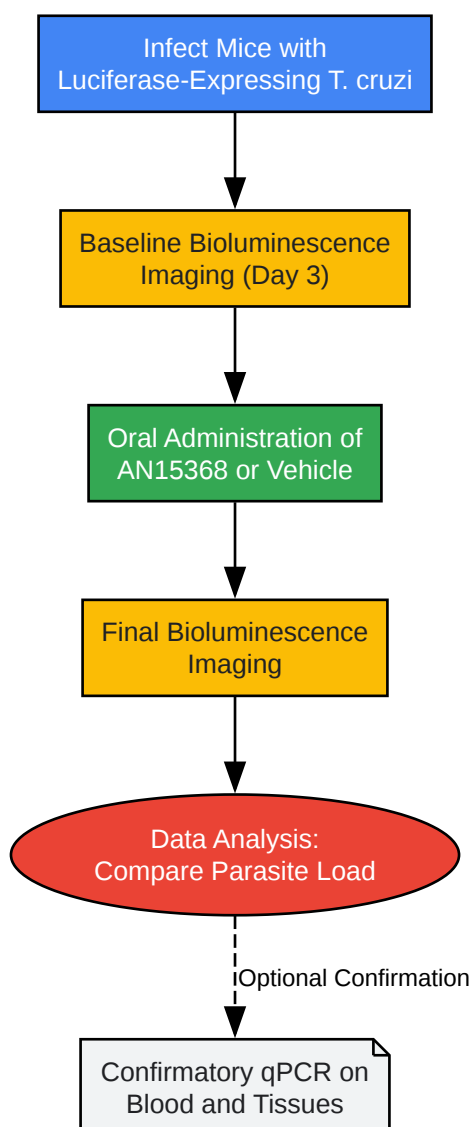 Infect Mice with
Luciferase-Expressing T. cruzi
Baseline Bioluminescence
Imaging (Day 3)
Oral Administration of
AN15368 or Vehicle
Final Bioluminescence
Imaging
Data Analysis:
Compare Parasite Load
Optional Confirmation
Confirmatory qPCR on
Blood and Tissues